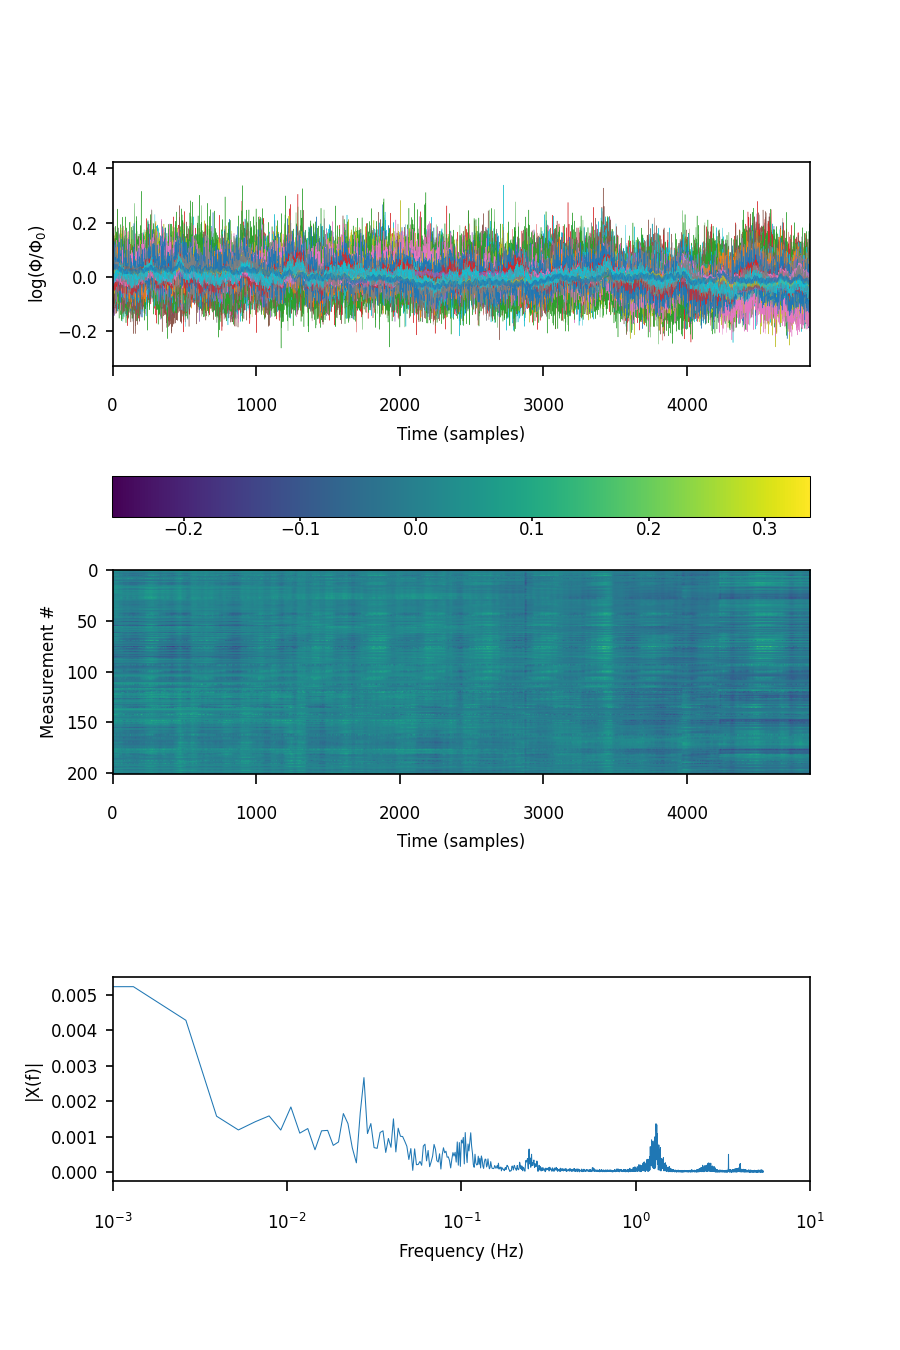 0.4
0.2
0.0
−0.2
log(Φ/Φ₀)
0 1000 2000 3000 4000
Time (samples)
−0.2 −0.1 0.0 0.1 0.2 0.3
0
50
100
150
200
Measurement #
0 1000 2000 3000 4000
Time (samples)
0.005
0.004
0.003
0.002
0.001
0.000
|X(f)|
10⁻³ 10⁻² 10⁻¹ 10⁰ 10¹
Frequency (Hz)